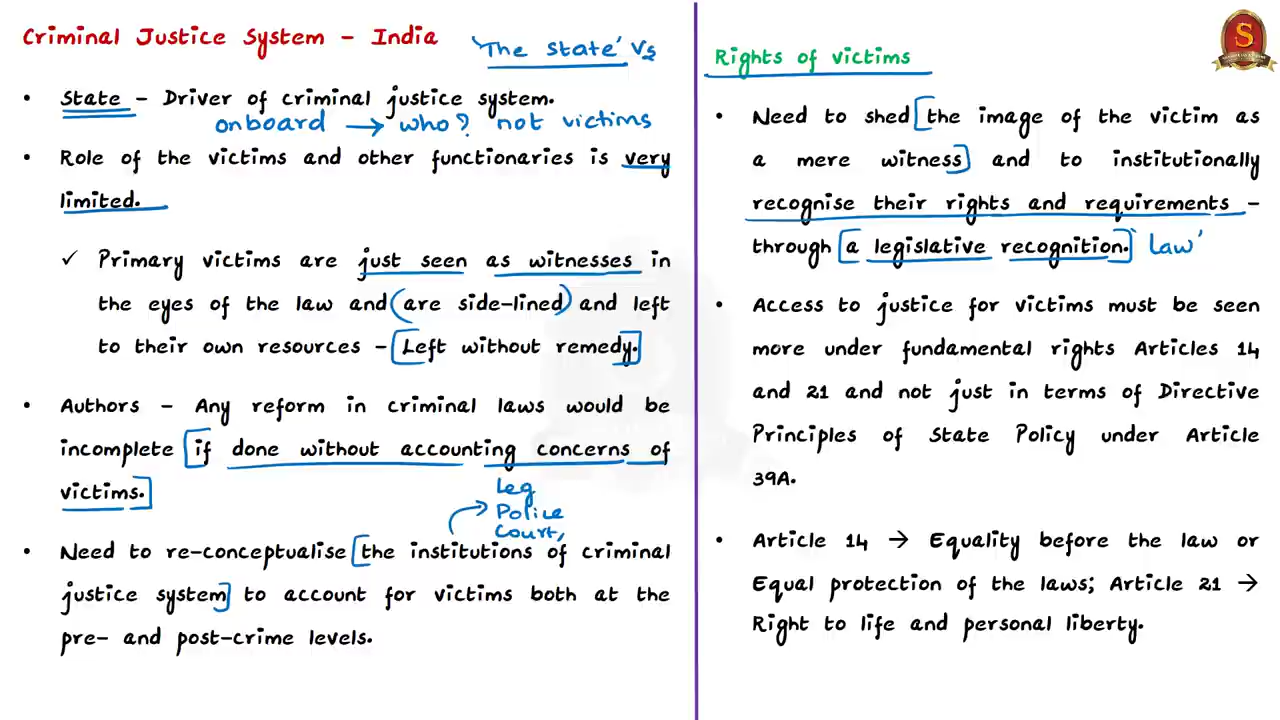 Criminal Justice System - India
'The state' Vs
• State - Driver of criminal justice system.
onboard → who? not victims
• Role of the victims and other functionaries is very
limited.
✓ Primary victims are just seen as witnesses in
the eyes of the law and (are side-lined) and left
to their own resources - [Left without remedy.]
• Authors - Any reform in criminal laws would be
incomplete [if done without accounting concerns of
victims.]
Leg
Police
Court,
• Need to re-conceptualise [the institutions of criminal
justice system] to account for victims both at the
pre- and post-crime levels.
Rights of victims
• Need to shed [the image of the victim as
a mere witness] and to institutionally
recognise their rights and requirements -
through [a legislative recognition.] 'Law'
• Access to justice for victims must be seen
more under fundamental rights Articles 14
and 21 and not just in terms of Directive
Principles of State Policy under Article
39A.
• Article 14 → Equality before the law or
Equal protection of the laws; Article 21 →
Right to life and personal liberty.
S